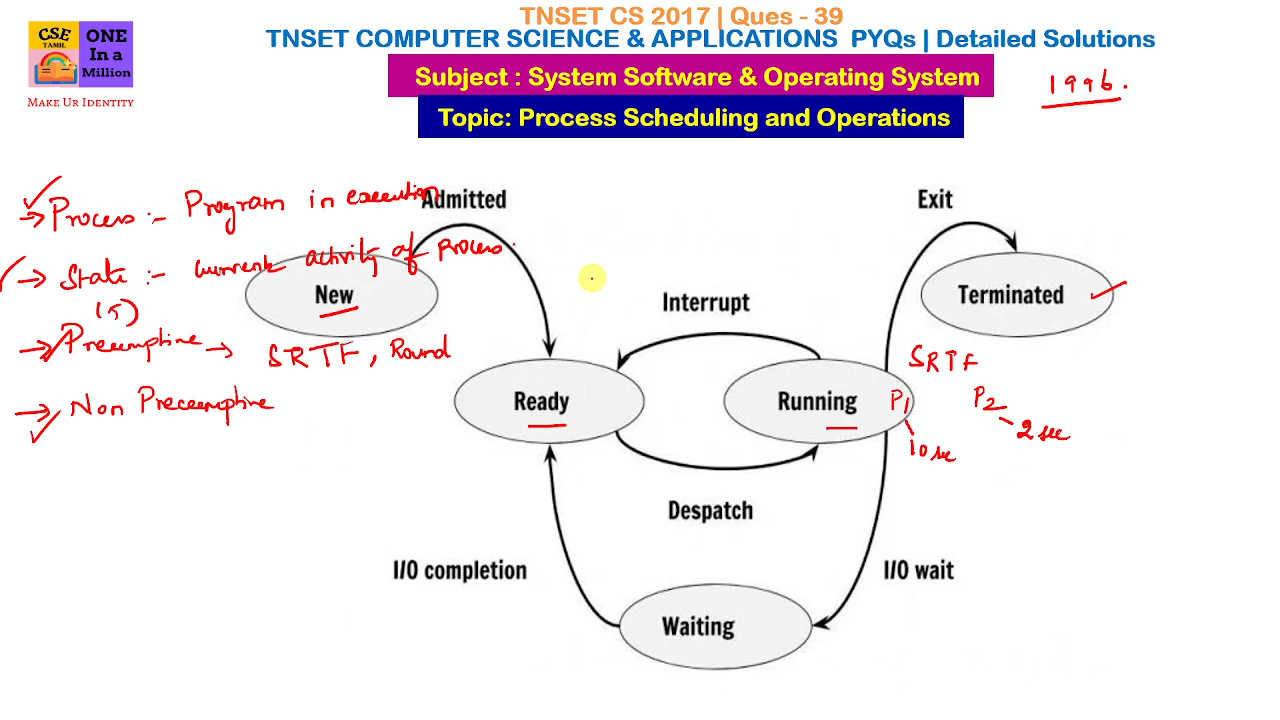 TNSET CS 2017 | Ques - 39
TNSET COMPUTER SCIENCE & APPLICATIONS PYQs | Detailed Solutions
CSE
TAMIL
ONE
In a
Million
MAKE UR IDENTITY
Subject : System Software & Operating System
1996.
Topic: Process Scheduling and Operations
→ Process :- Program in execution
Admitted
Exit
→ State :- current activity of process.
(5)
New
Terminated
Interrupt
→ Preemptive → SRTF, Round
SRTF
→ Non Preceemptive
Ready
Running
P1
P2
10 sec
2 sec
Despatch
I/O completion
I/O wait
Waiting